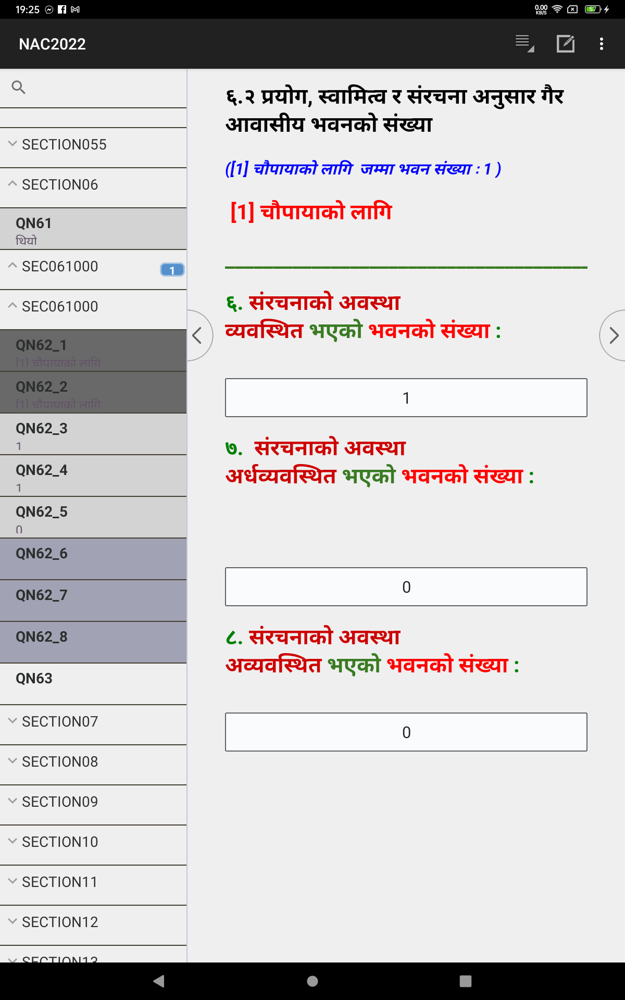 19:25
0.00
KB/S
57
NAC2022
SECTION055
SECTION06
QN61
थियो
SEC061000
1
SEC061000
QN62_1
[1] चौपायाको लागि
QN62_2
[1] चौपायाको लागि
QN62_3
1
QN62_4
1
QN62_5
0
QN62_6
QN62_7
QN62_8
QN63
SECTION07
SECTION08
SECTION09
SECTION10
SECTION11
SECTION12
SECTION13
६.२ प्रयोग, स्वामित्व र संरचना अनुसार गैर
आवासीय भवनको संख्या
([1] चौपायाको लागि जम्मा भवन संख्या : 1 )
[1] चौपायाको लागि
६. संरचनाको अवस्था
व्यवस्थित भएको भवनको संख्या :
1
७. संरचनाको अवस्था
अर्धव्यवस्थित भएको भवनको संख्या :
0
८. संरचनाको अवस्था
अव्यवस्थित भएको भवनको संख्या :
0